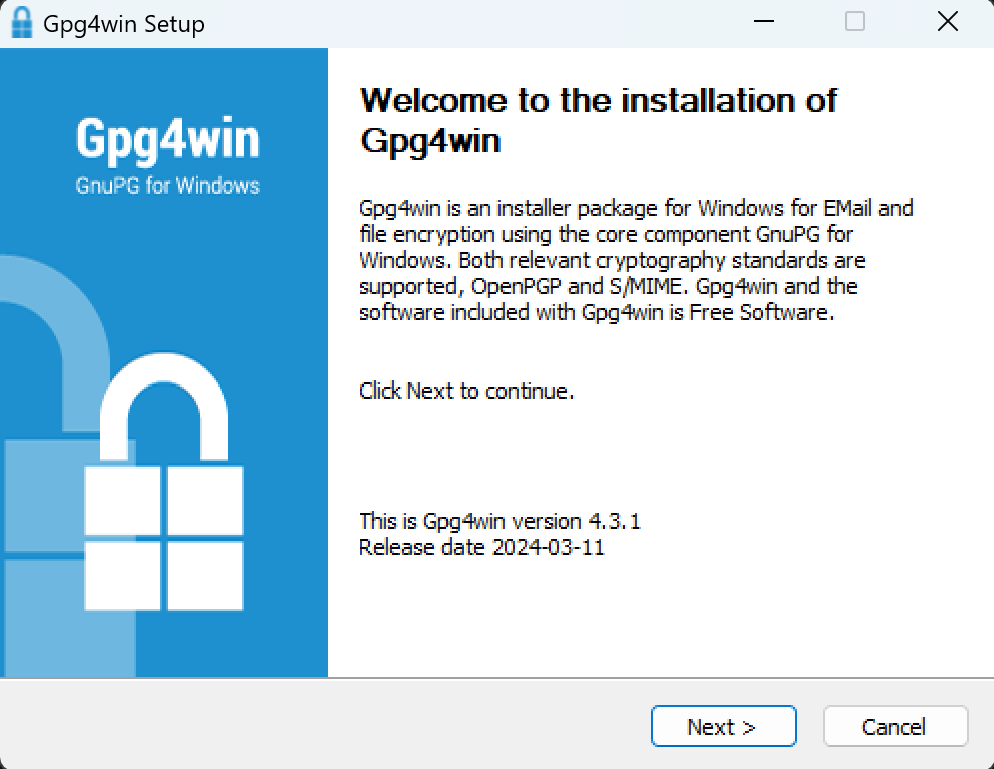 Gpg4win Setup
Gpg4win
GnuPG for Windows
Welcome to the installation of
Gpg4win
Gpg4win is an installer package for Windows for EMail and
file encryption using the core component GnuPG for
Windows. Both relevant cryptography standards are
supported, OpenPGP and S/MIME. Gpg4win and the
software included with Gpg4win is Free Software.
Click Next to continue.
This is Gpg4win version 4.3.1
Release date 2024-03-11
Next >
Cancel